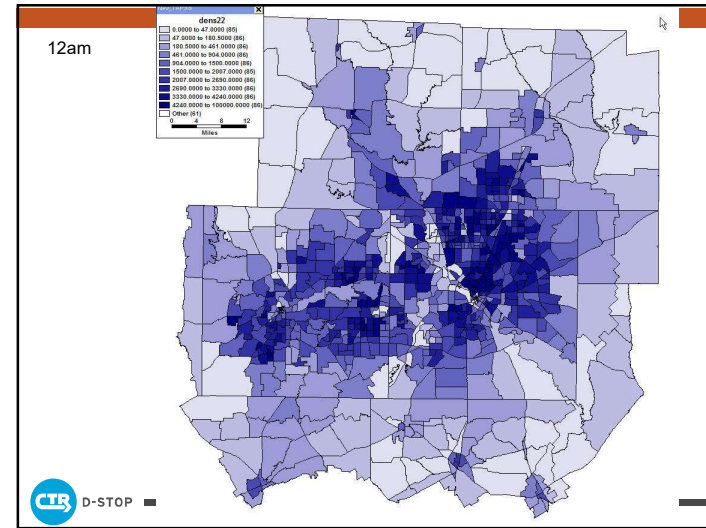 12am
dens22
0.0000 to 47.0000 (85)
47.0000 to 180.5000 (86)
180.5000 to 461.0000 (86)
461.0000 to 904.0000 (86)
904.0000 to 1500.0000 (86)
1500.0000 to 2007.0000 (85)
2007.0000 to 2690.0000 (86)
2690.0000 to 3330.0000 (86)
3330.0000 to 4240.0000 (86)
4240.0000 to 100000.0000 (86)
Other (61)
0 4 8 12
Miles
CTR D-STOP